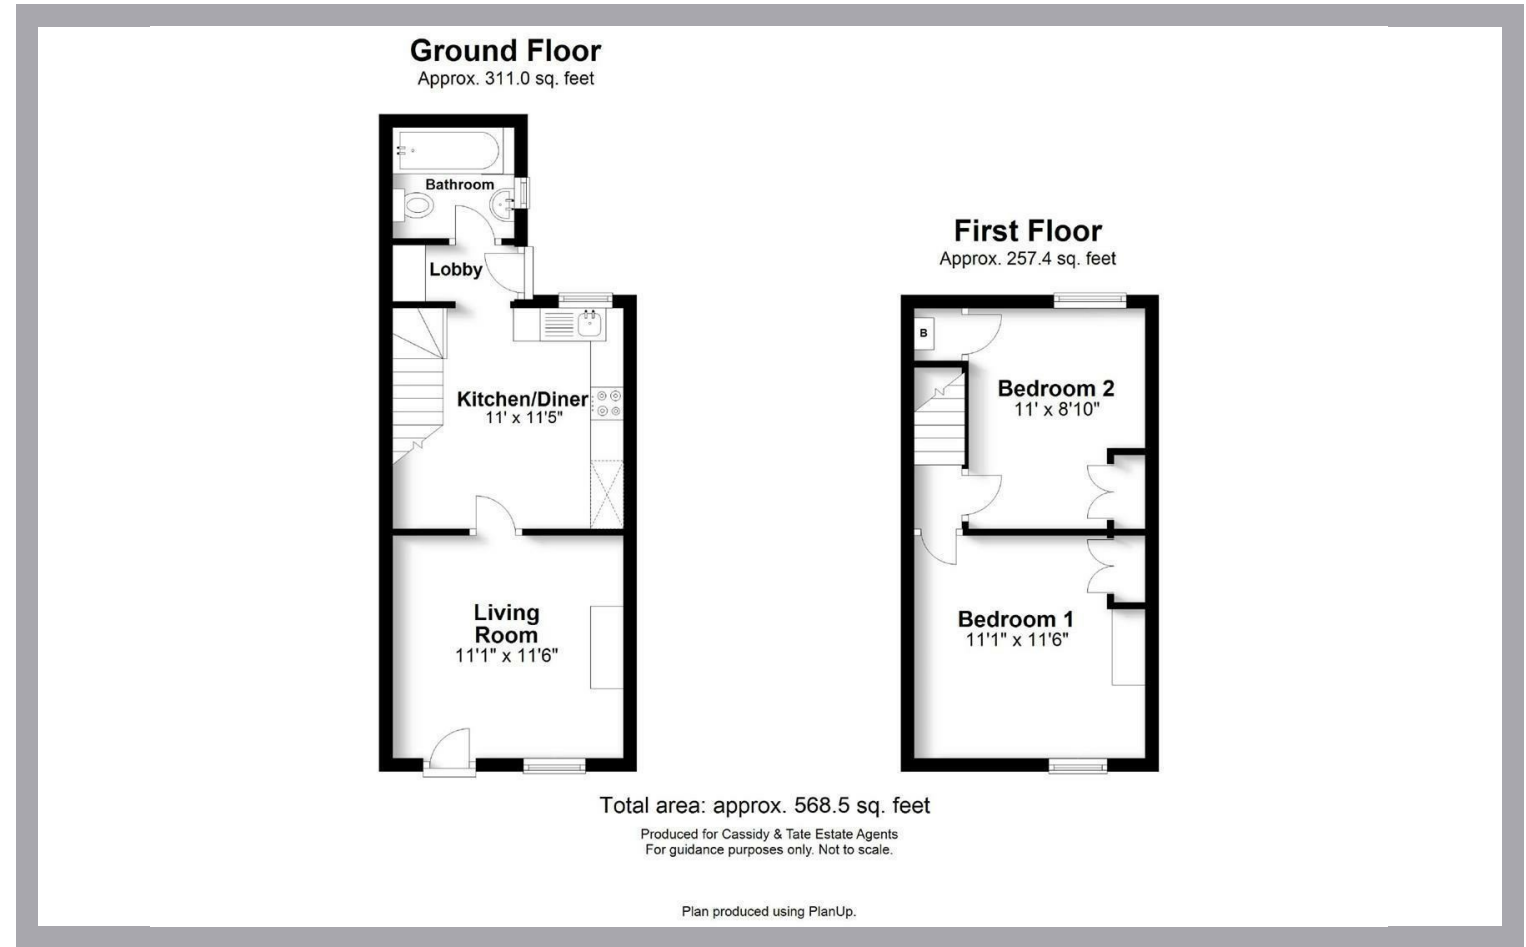 Ground Floor
Approx. 311.0 sq. feet
Bathroom
Lobby
Kitchen/Diner
11' x 11'5"
Living
Room
11'1" x 11'6"
First Floor
Approx. 257.4 sq. feet
B
Bedroom 2
11' x 8'10"
Bedroom 1
11'1" x 11'6"
Total area: approx. 568.5 sq. feet
Produced for Cassidy & Tate Estate Agents
For guidance purposes only. Not to scale.
Plan produced using PlanUp.